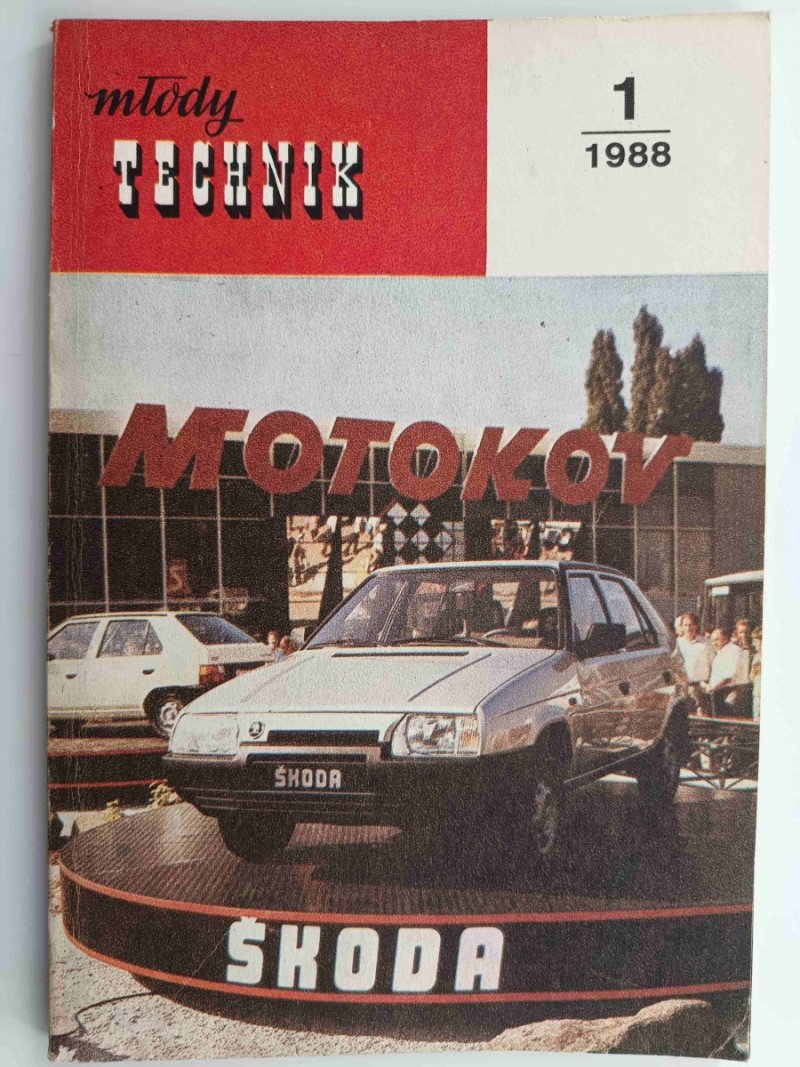 młody
TECHNIK
1
1988
MOTOKOV
ŠKODA
ŠKODA